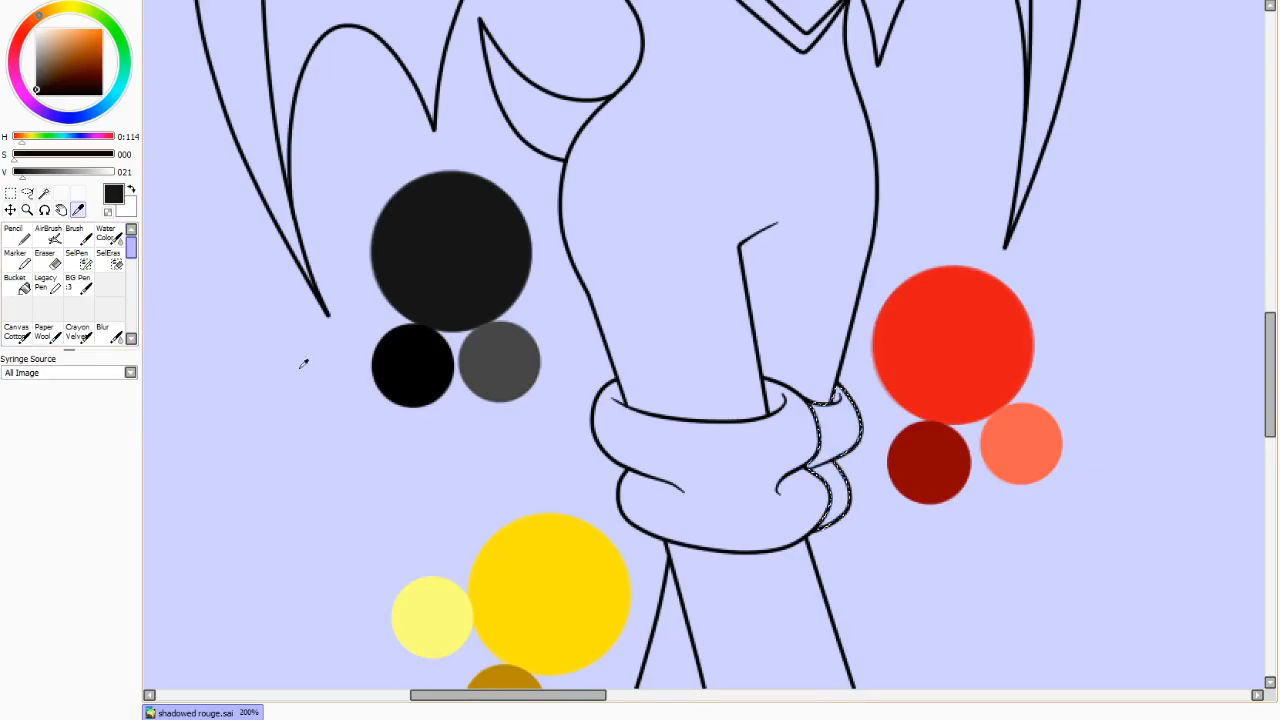 H 0:114
S 000
V 021
Pencil AirBrush Brush Water
Color
Marker Eraser SelPen SelEras
Bucket Legacy Pen BG Pen :3
Canvas Cotton Paper Wool Crayon Velvet Blur
Syringe Source
All Image
shadowed rouge.sai 200%